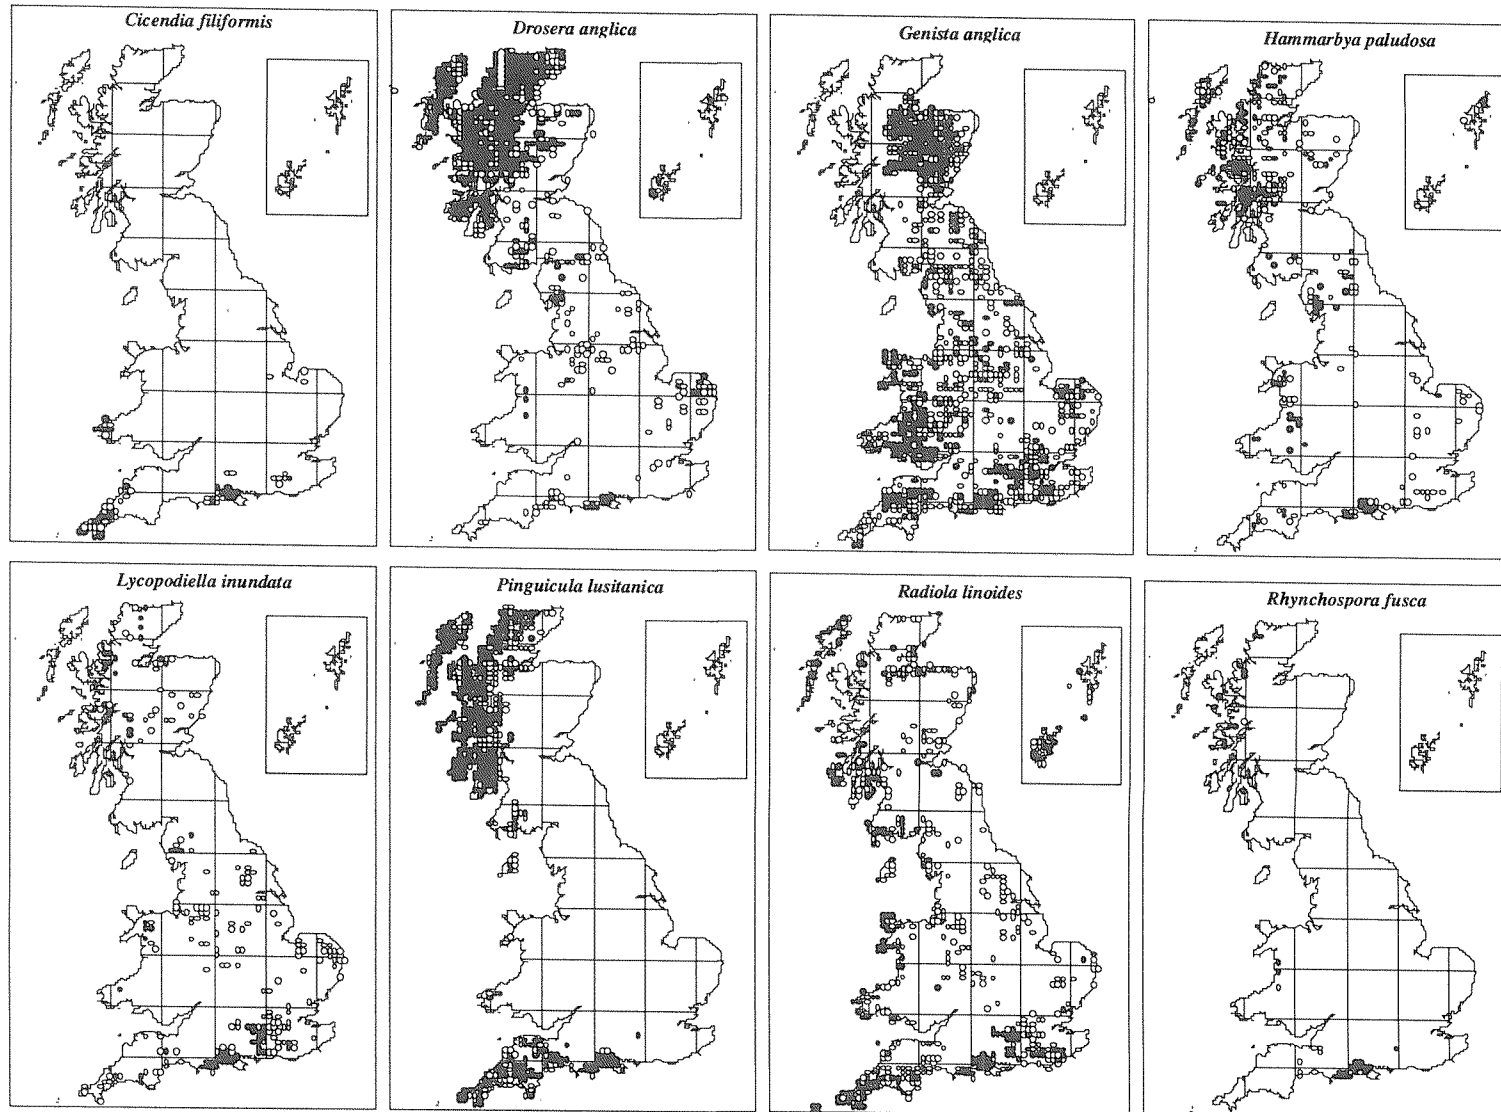 Cicendia filiformis
Drosera anglica
Genista anglica
Hammarbya paludosa
Lycopodiella inundata
Pinguicula lusitanica
Radiola linoides
Rhynchospora fusca